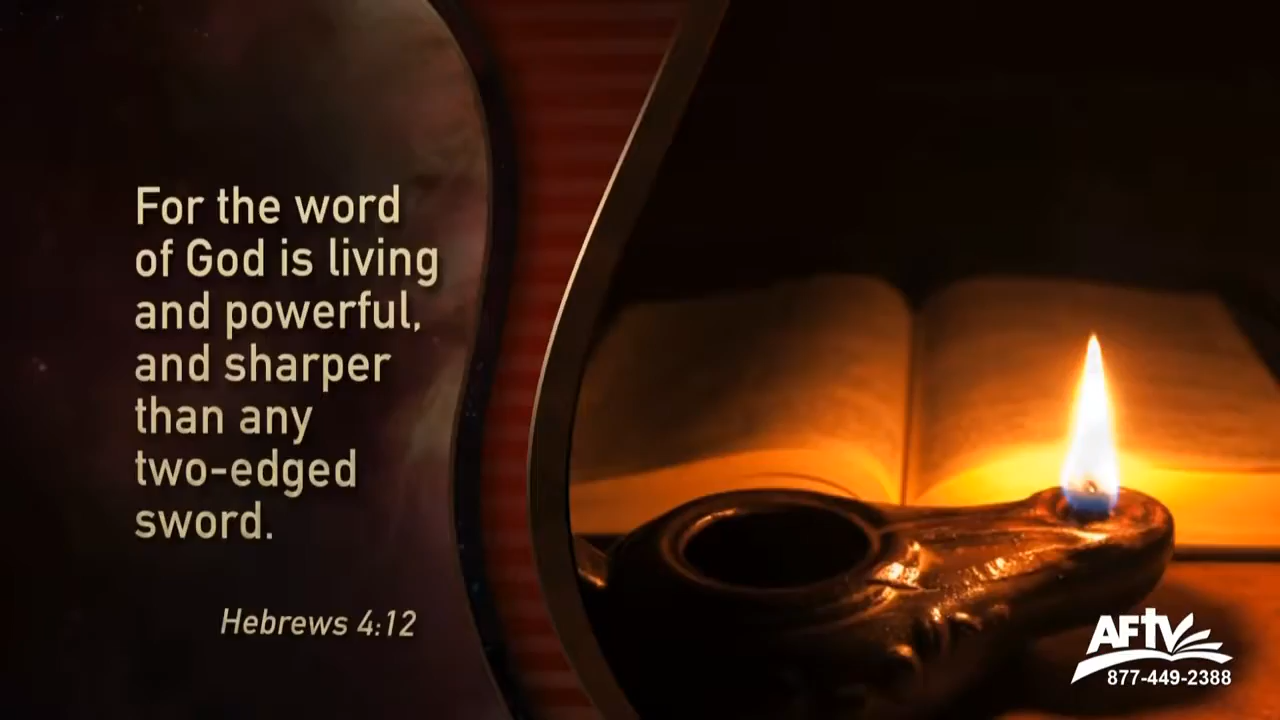 For the word
of God is living
and powerful,
and sharper
than any
two-edged
sword.
Hebrews 4:12
AFTV
877-449-2388